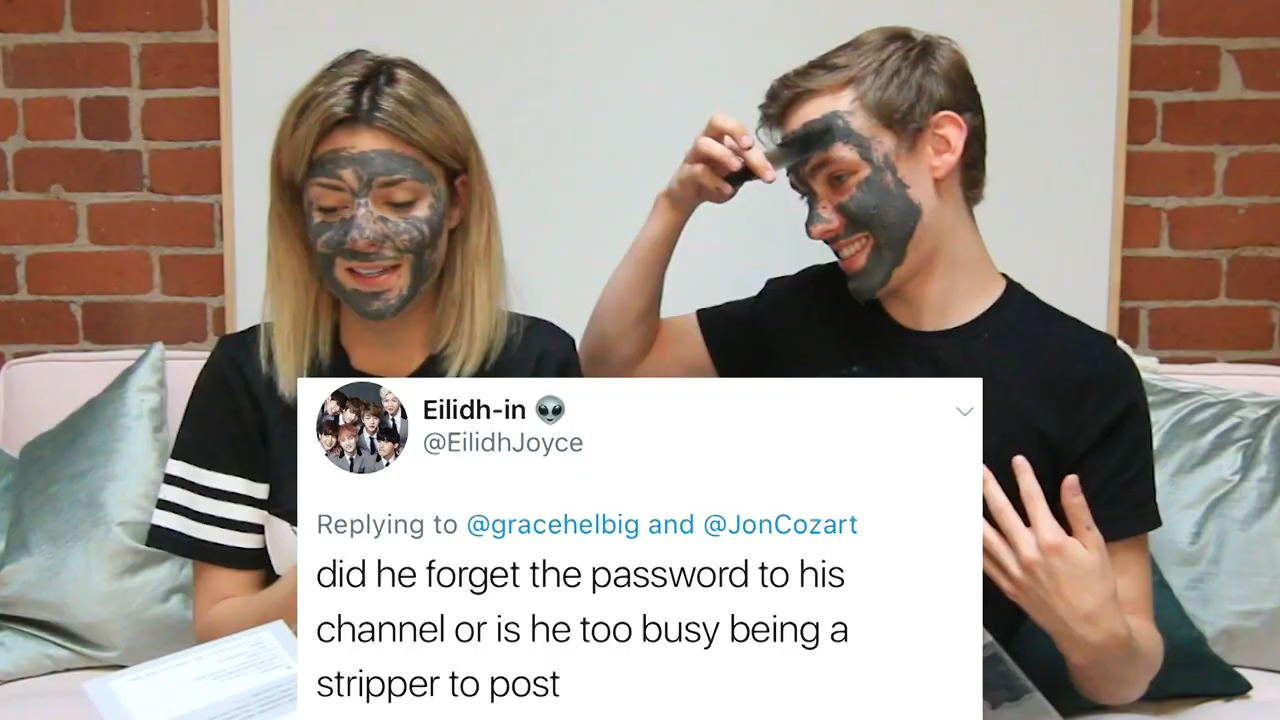 Eilidh-in 👽
@EilidhJoyce
Replying to @gracehelbig and @JonCozart
did he forget the password to his
channel or is he too busy being a
stripper to post